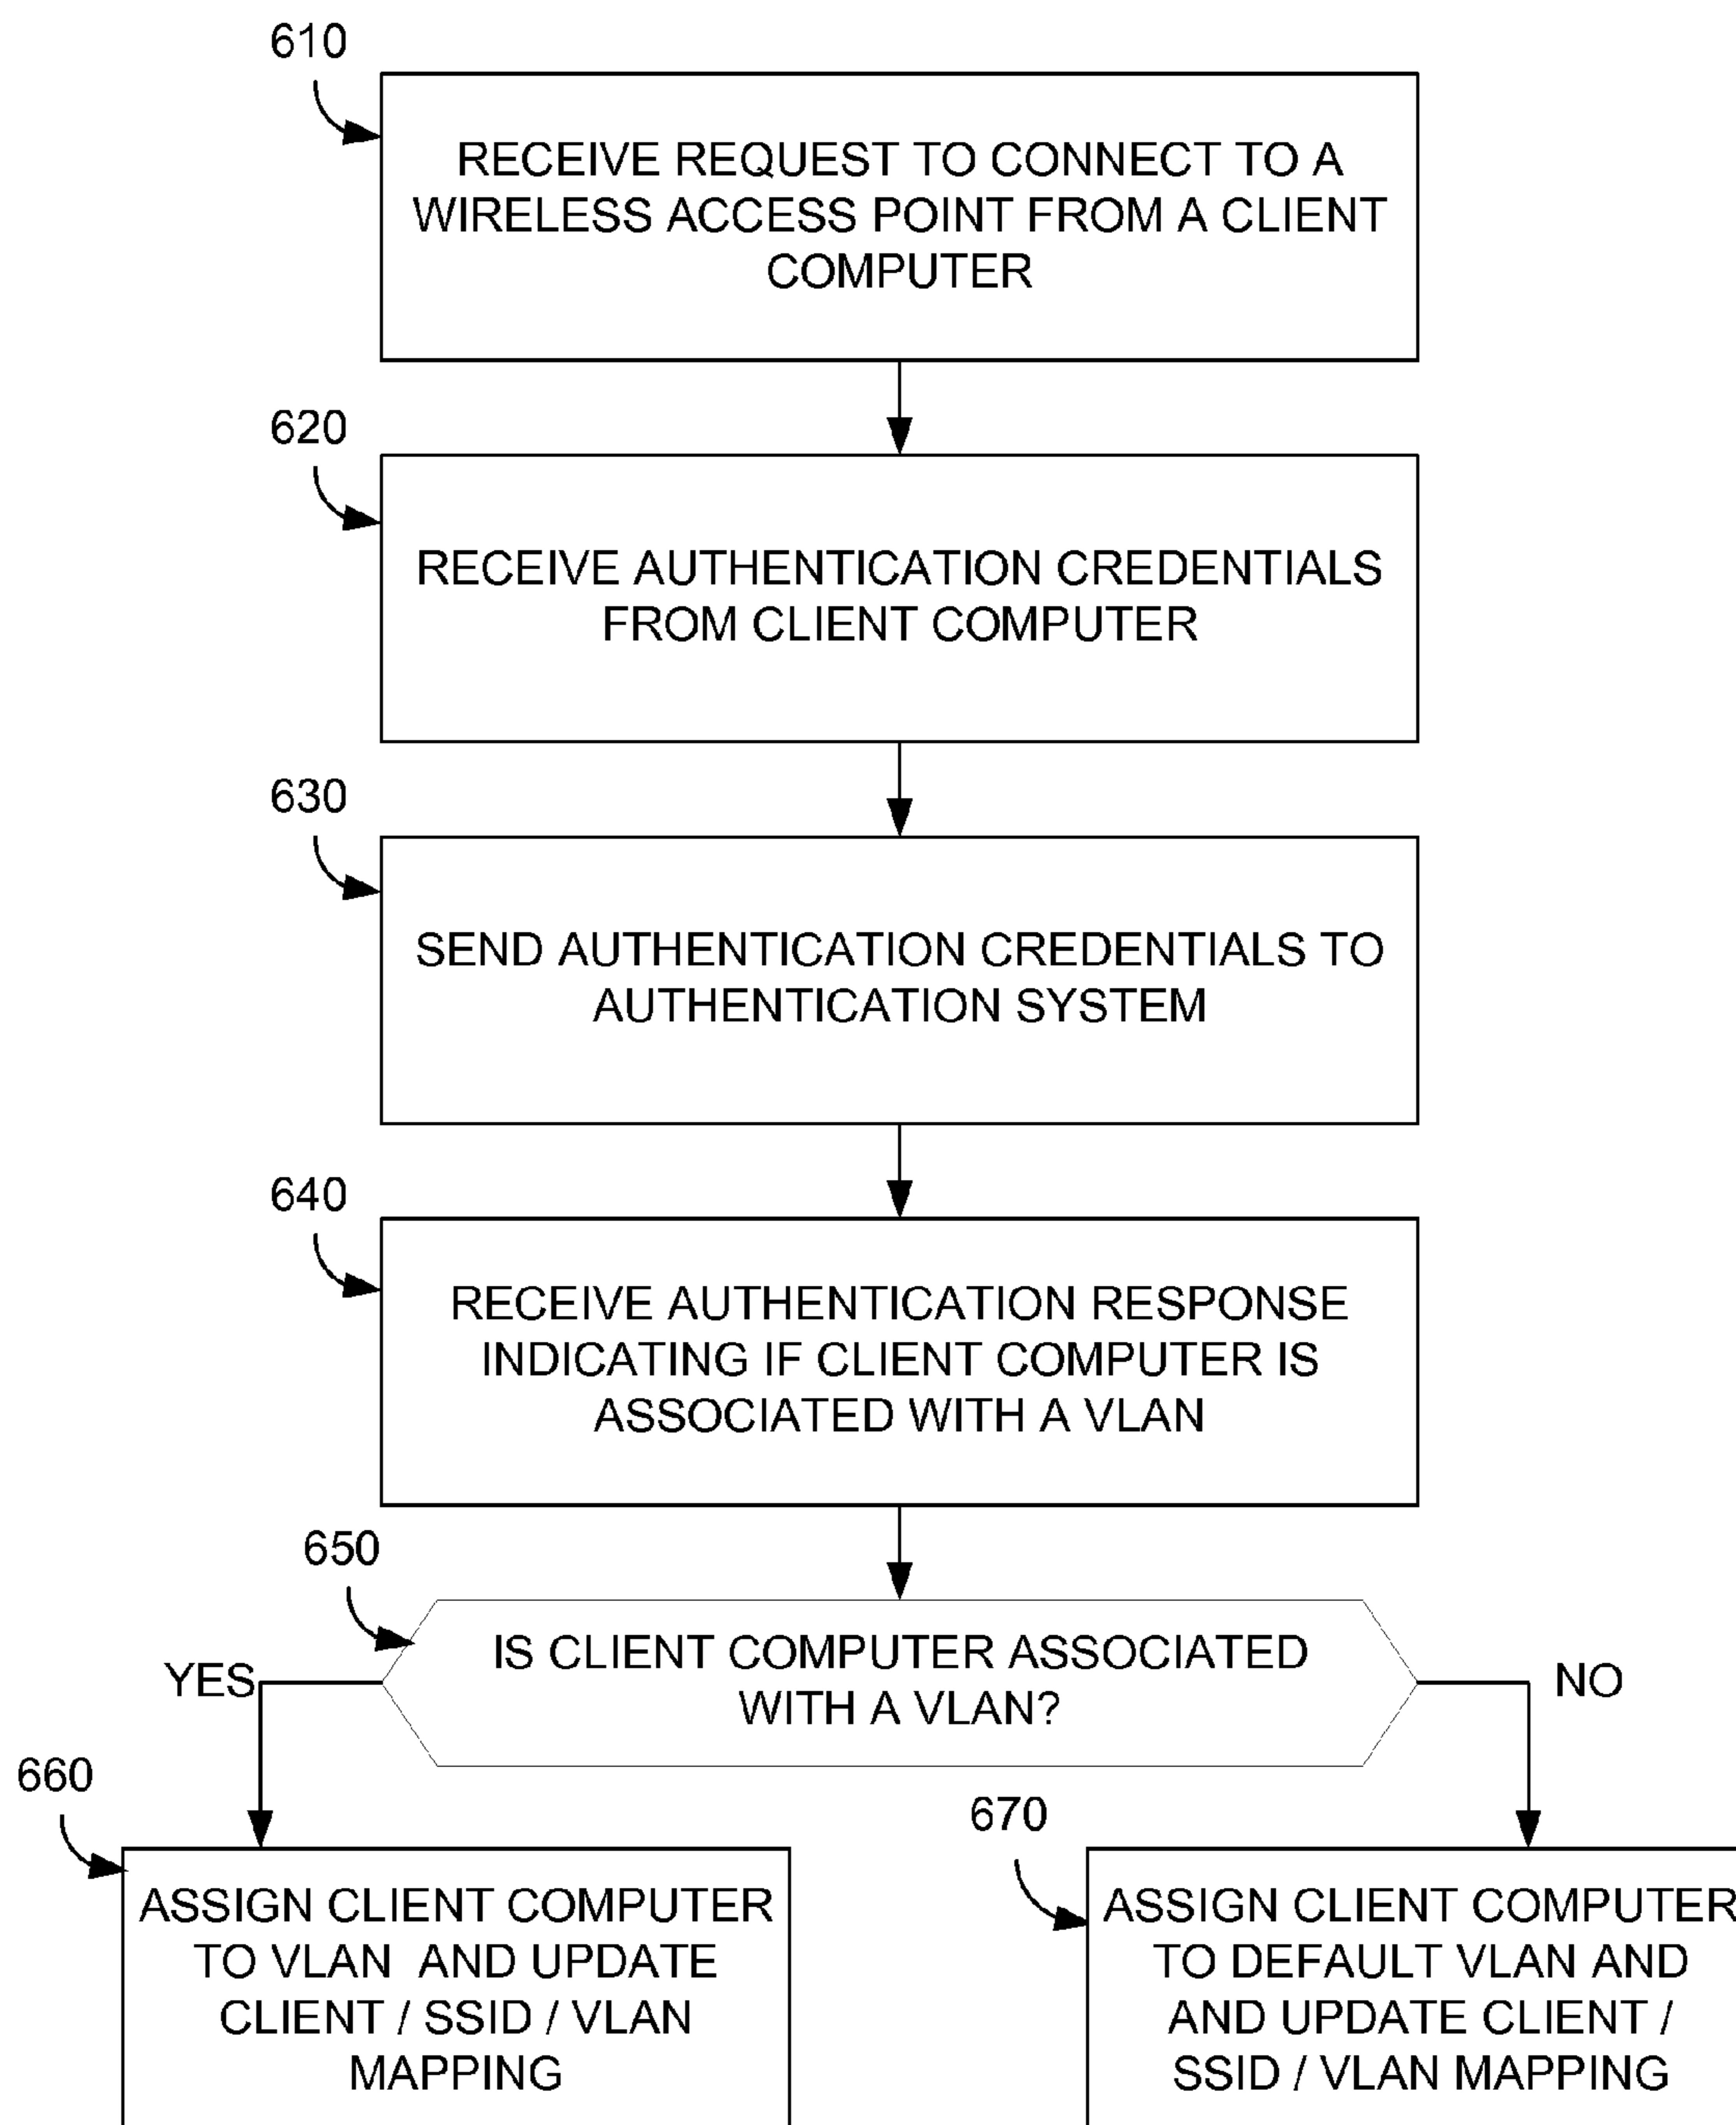 610
RECEIVE REQUEST TO CONNECT TO A
WIRELESS ACCESS POINT FROM A CLIENT
COMPUTER
620
RECEIVE AUTHENTICATION CREDENTIALS
FROM CLIENT COMPUTER
630
SEND AUTHENTICATION CREDENTIALS TO
AUTHENTICATION SYSTEM
640
RECEIVE AUTHENTICATION RESPONSE
INDICATING IF CLIENT COMPUTER IS
ASSOCIATED WITH A VLAN
650
IS CLIENT COMPUTER ASSOCIATED
WITH A VLAN?
YES
NO
660
ASSIGN CLIENT COMPUTER
TO VLAN AND UPDATE
CLIENT / SSID / VLAN
MAPPING
670
ASSIGN CLIENT COMPUTER
TO DEFAULT VLAN AND
AND UPDATE CLIENT /
SSID / VLAN MAPPING